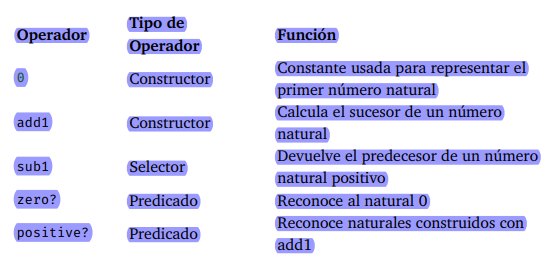 Operador Tipo de Operador Función
0 Constructor Constante usada para representar el
primer número natural
add1 Constructor Calcula el sucesor de un número
natural
sub1 Selector Devuelve el predecesor de un número
natural positivo
zero? Predicado Reconoce al natural 0
positive? Predicado Reconoce naturales construidos con
add1